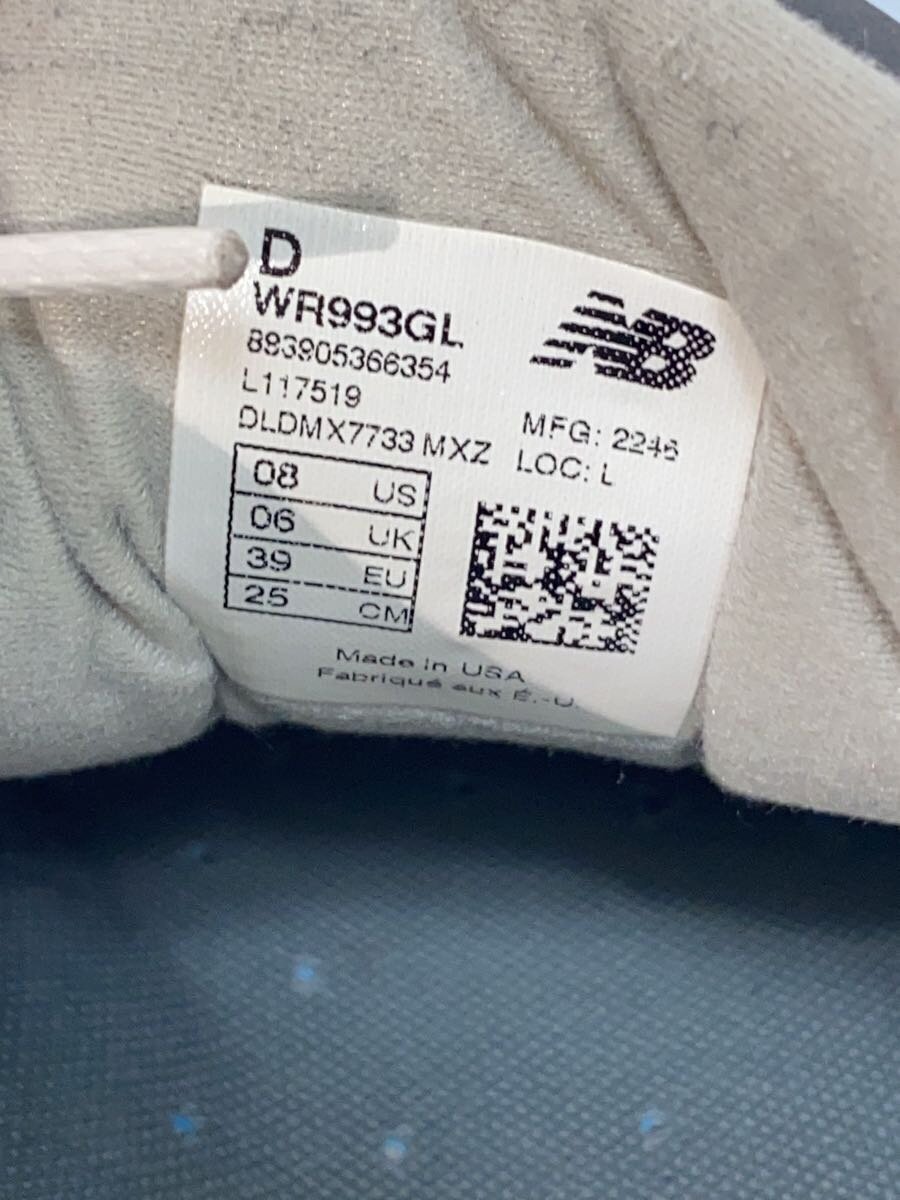 D
WR993GL
883905366354
L117519
DLDMX7733 MXZ
NB
MFG: 2246
LOC: L
08 US
06 UK
39 EU
25 CM
Made in USA
Fabriqué aux É.-U.